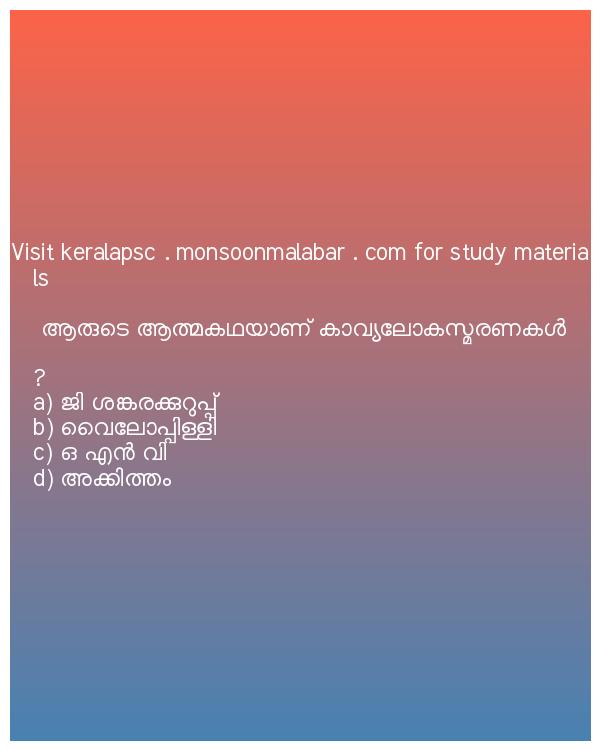 Visit keralapsc . monsoonmalabar . com for study materia
ls
ആരുടെ ആത്മകഥയാണ് കാവ്യലോകസ്മരണകൾ
?
a) ജി ശങ്കരക്കുറുപ്പ്
b) വൈലോപ്പിള്ളി
c) ഒ എൻ വി
d) അക്കിത്തം